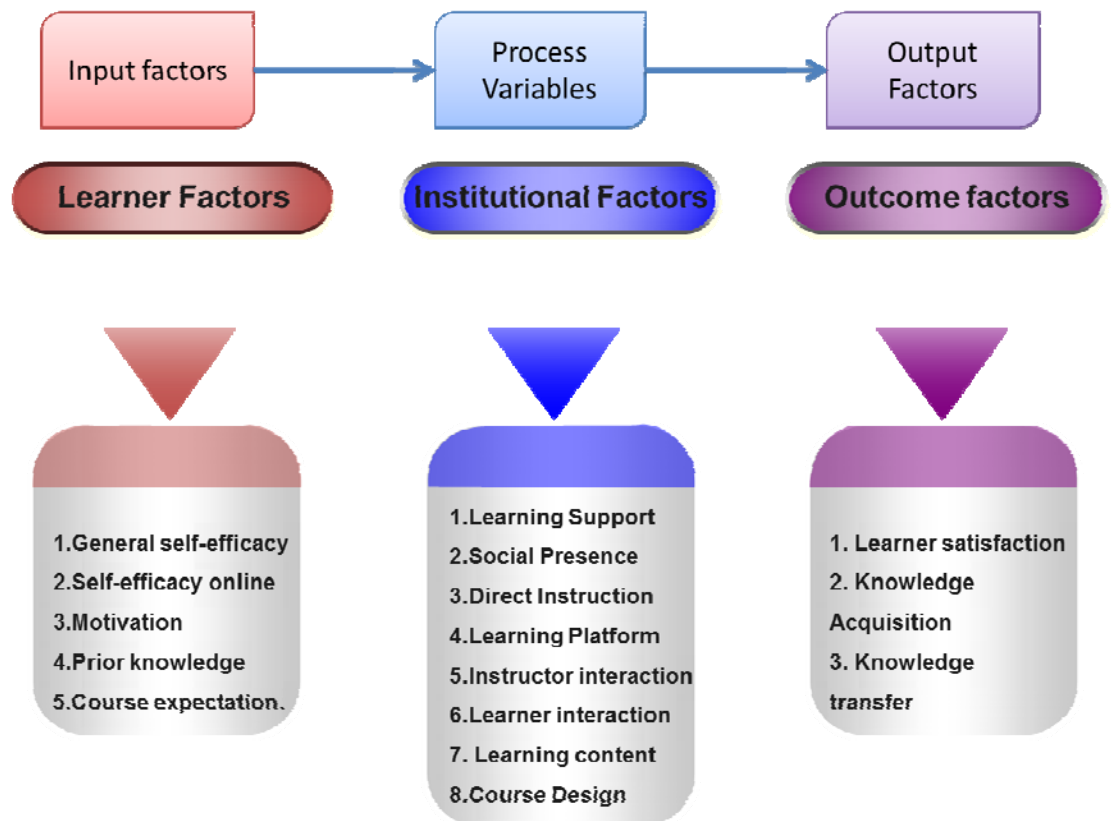 Input factors
Process
Variables
Output
Factors
Learner Factors
Institutional Factors
Outcome factors
1.General self-efficacy
2.Self-efficacy online
3.Motivation
4.Prior knowledge
5.Course expectation.
1.Learning Support
2.Social Presence
3.Direct Instruction
4.Learning Platform
5.Instructor interaction
6.Learner interaction
7. Learning content
8.Course Design
1. Learner satisfaction
2. Knowledge
Acquisition
3. Knowledge
transfer